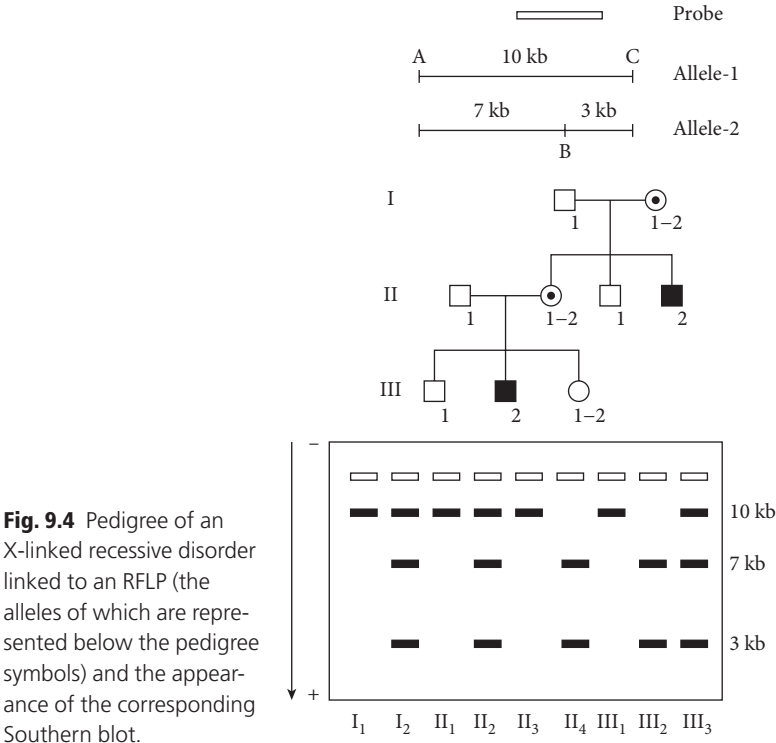 Probe
A 10 kb C Allele-1
7 kb 3 kb Allele-2
B
I
1 1–2
II
1 1–2 1 2
III
1 2 1–2
–
10 kb
7 kb
3 kb
+
I1 I2 II1 II2 II3 II4 III1 III2 III3
Fig. 9.4 Pedigree of an
X-linked recessive disorder
linked to an RFLP (the
alleles of which are repre-
sented below the pedigree
symbols) and the appear-
ance of the corresponding
Southern blot.